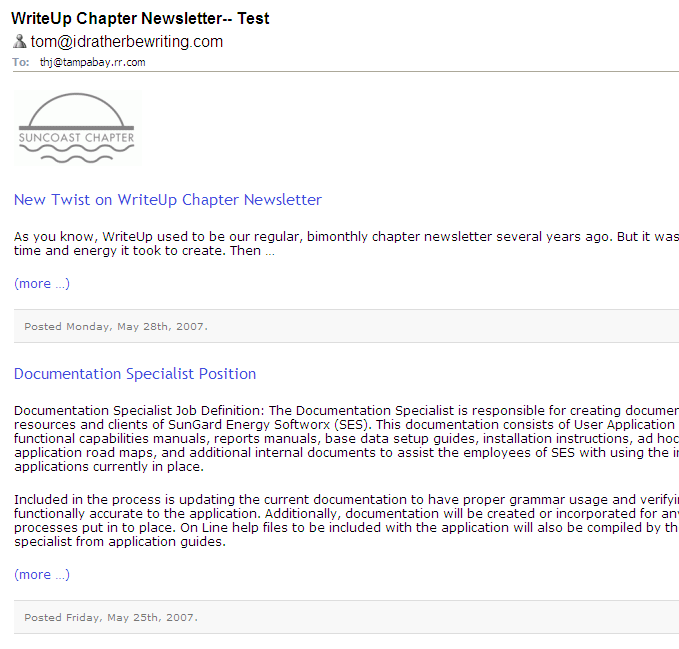 WriteUp Chapter Newsletter-- Test
tom@idratherbewriting.com
To: thj@tampabay.rr.com
SUNCOAST CHAPTER
New Twist on WriteUp Chapter Newsletter
As you know, WriteUp used to be our regular, bimonthly chapter newsletter several years ago. But it was
time and energy it took to create. Then ...
(more ...)
Posted Monday, May 28th, 2007.
Documentation Specialist Position
Documentation Specialist Job Definition: The Documentation Specialist is responsible for creating documen
resources and clients of SunGard Energy Softworx (SES). This documentation consists of User Application
functional capabilities manuals, reports manuals, base data setup guides, installation instructions, ad hoc
application road maps, and additional internal documents to assist the employees of SES with using the
applications currently in place.
Included in the process is updating the current documentation to have proper grammar usage and
functionally accurate to the application. Additionally, documentation will be created or incorporated for
processes put in to place. On Line help files to be included with the application will also be compiled by
specialist from application guides.
(more ...)
Posted Friday, May 25th, 2007.